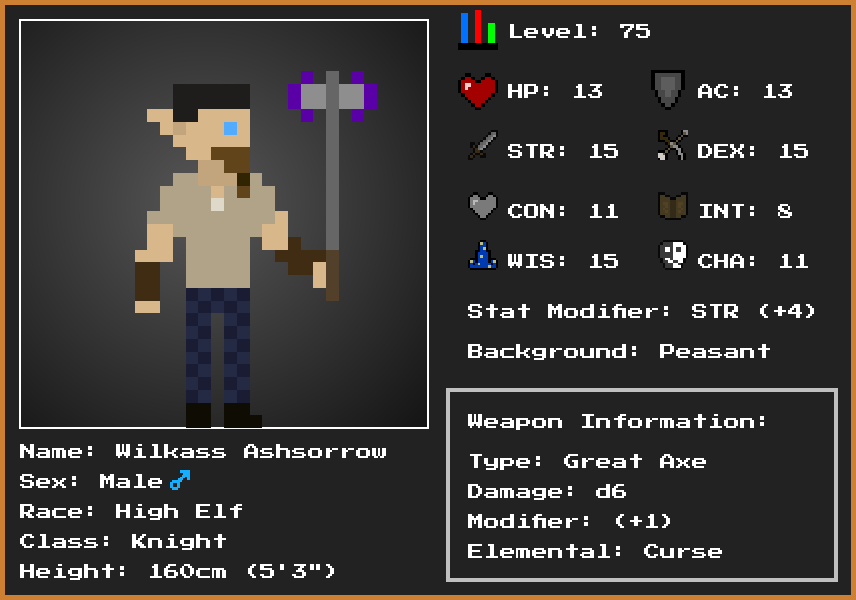 Level: 75
HP: 13
AC: 13
STR: 15
DEX: 15
CON: 11
INT: 8
WIS: 15
CHA: 11
Stat Modifier: STR (+4)
Background: Peasant
Weapon Information:
Type: Great Axe
Damage: d6
Modifier: (+1)
Elemental: Curse
Name: Wilkass Ashsorrow
Sex: Male♂
Race: High Elf
Class: Knight
Height: 160cm (5'3")